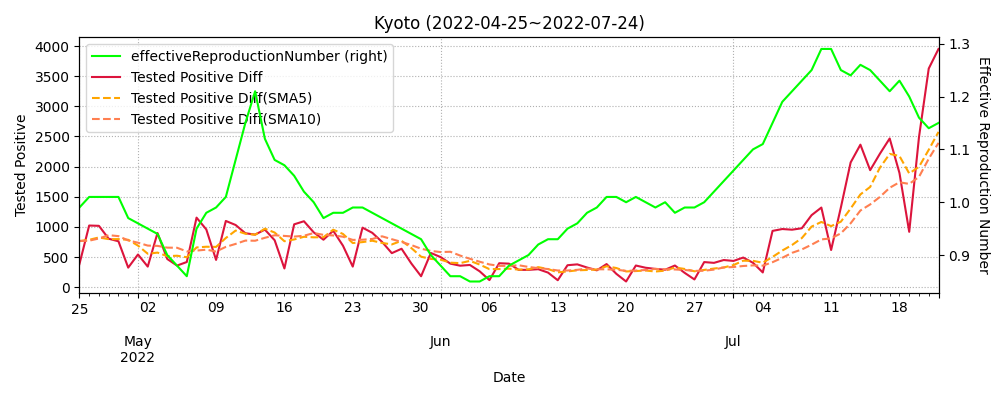 Kyoto (2022-04-25~2022-07-24)
effectiveReproductionNumber (right)
Tested Positive Diff
Tested Positive Diff(SMA5)
Tested Positive Diff(SMA10)
Tested Positive
4000
3500
3000
2500
2000
1500
1000
500
0
1.3
1.2
1.1
1.0
0.9
Effective Reproduction Number
25 02 09 16 23 30 06 13 20 27 04 11 18
May Jun Jul
2022
Date